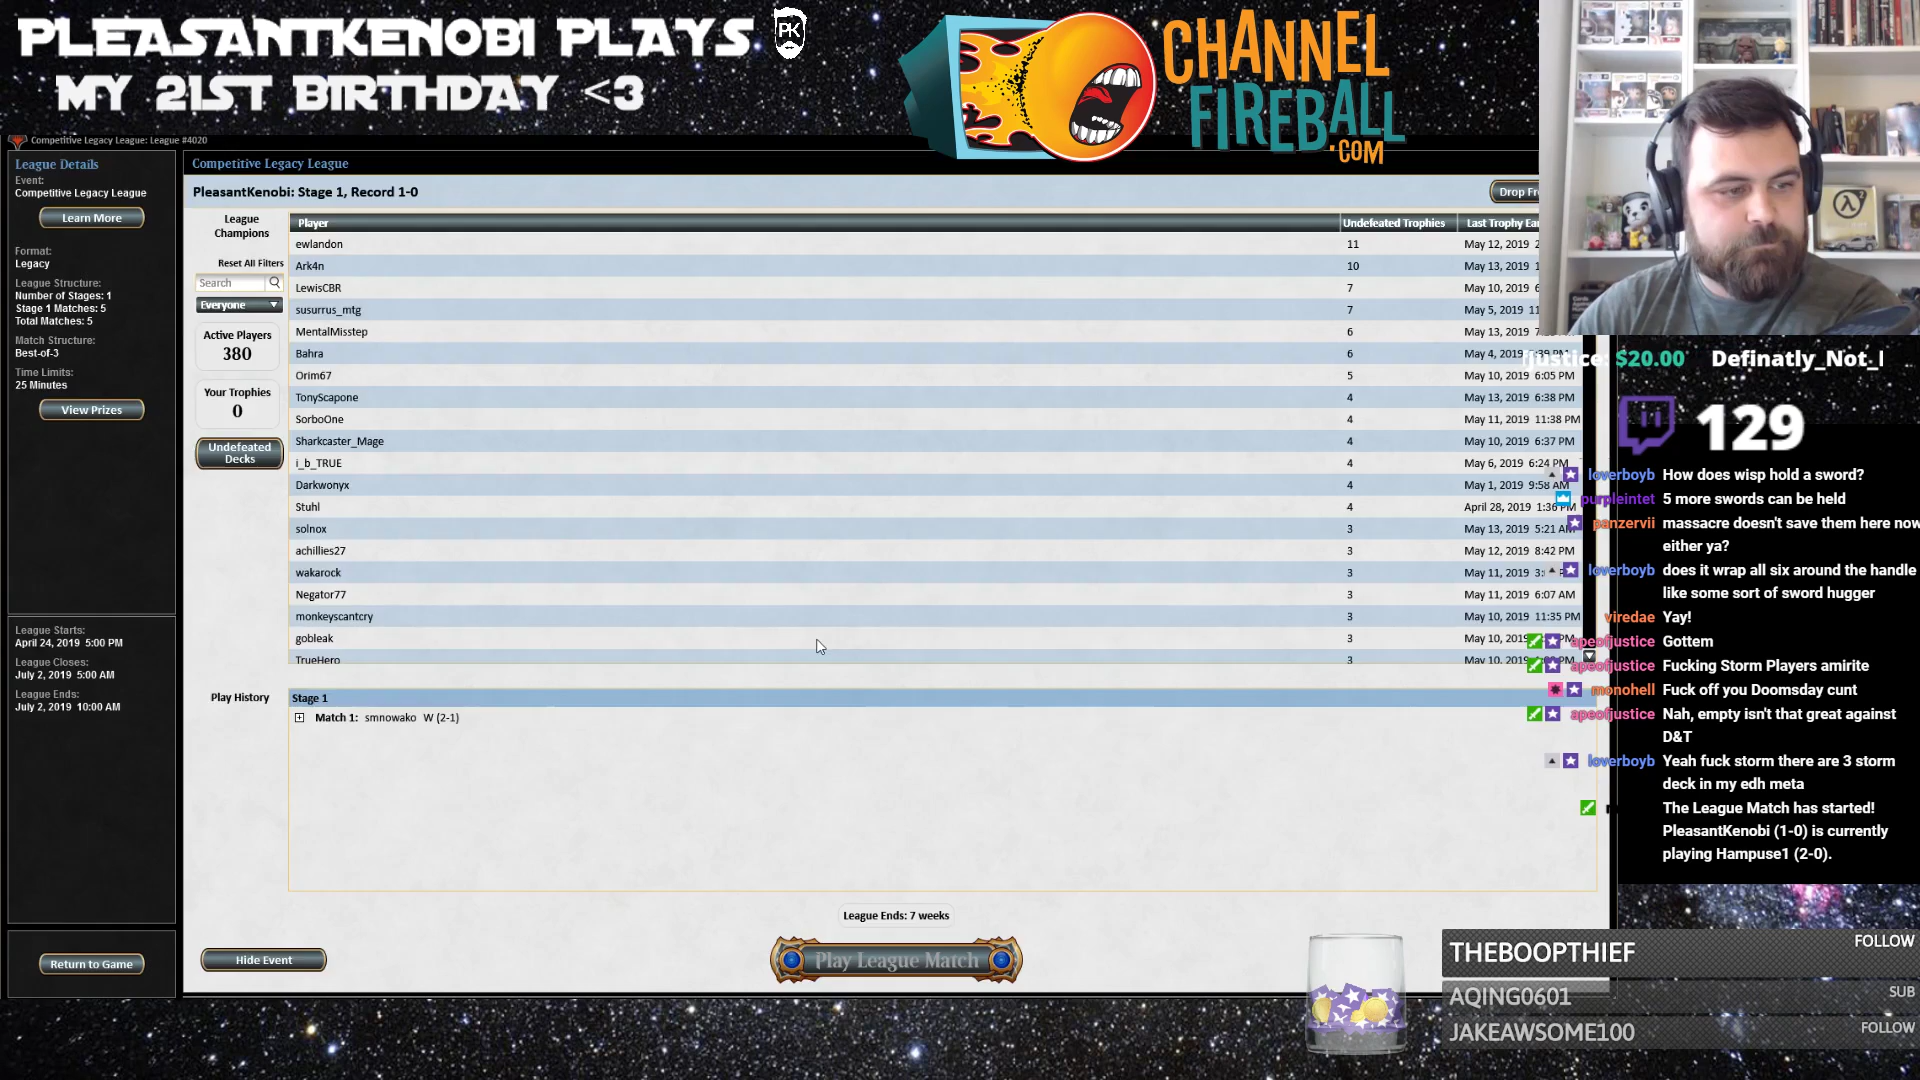 PLEASANTKENOBI PLAYS PK
MY 21ST BIRTHDAY <3
CHANNEL
FIREBALL
.COM
Competitive Legacy League: League #4020
League Details
Event:
Competitive Legacy League
Learn More
Format:
Legacy
League Structure:
Number of Stages: 1
Stage 1 Matches: 5
Total Matches: 5
Match Structure:
Best-of-3
Time Limits:
25 Minutes
View Prizes
League Starts:
April 24, 2019 5:00 PM
League Closes:
July 2, 2019 5:00 AM
League Ends:
July 2, 2019 10:00 AM
Return to Game
Competitive Legacy League
PleasantKenobi: Stage 1, Record 1-0
Drop
League
Champions
Reset All Filters
Search
Everyone
Active Players
380
Your Trophies
0
Undefeated
Decks
Player Undefeated Trophies Last Trophy
ewlandon 11 May 12, 2019
Ark4n 10 May 13, 2019
LewisCBR 7 May 10, 2019
susurrus_mtg 7 May 5, 2019
MentalMisstep 6 May 13, 2019
Bahra 6 May 4, 2019
Orim67 5 May 10, 2019 6:05 PM
TonyScapone 4 May 13, 2019 6:38 PM
SorboOne 4 May 11, 2019 11:38 PM
Sharkcaster_Mage 4 May 10, 2019 6:37 PM
i_b_TRUE 4 May 6, 2019 6:24 PM
Darkwonyx 4 May 1, 2019 9:58 AM
Stuhl 4 April 28, 2019 1:36 PM
solnox 3 May 13, 2019 5:21 AM
achillies27 3 May 12, 2019 8:42 PM
wakarock 3 May 11, 2019
Negator77 3 May 11, 2019 6:07 AM
monkeyscantcry 3 May 10, 2019 11:35 PM
gobleak 3 May 10, 2019
TrueHero 3 May 10, 2019
Play History
Stage 1
Match 1: smnowako W (2-1)
League Ends: 7 weeks
Hide Event
Play League Match
justice: $20.00 Definatly_Not_
129
loverboyb How does wisp hold a sword?
purpleintet 5 more swords can be held
panzervii massacre doesn't save them here now
either ya?
loverboyb does it wrap all six around the handle
like some sort of sword hugger
viredae Yay!
apeofjustice Gottem
apeofjustice Fucking Storm Players amirite
monohell Fuck off you Doomsday cunt
apeofjustice Nah, empty isn't that great against
D&T
loverboyb Yeah fuck storm there are 3 storm
deck in my edh meta
The League Match has started!
PleasantKenobi (1-0) is currently
playing Hampuse1 (2-0).
THEBOOPTHIEF FOLLOW
AQING0601 SUB
JAKEAWSOME100 FOLLOW